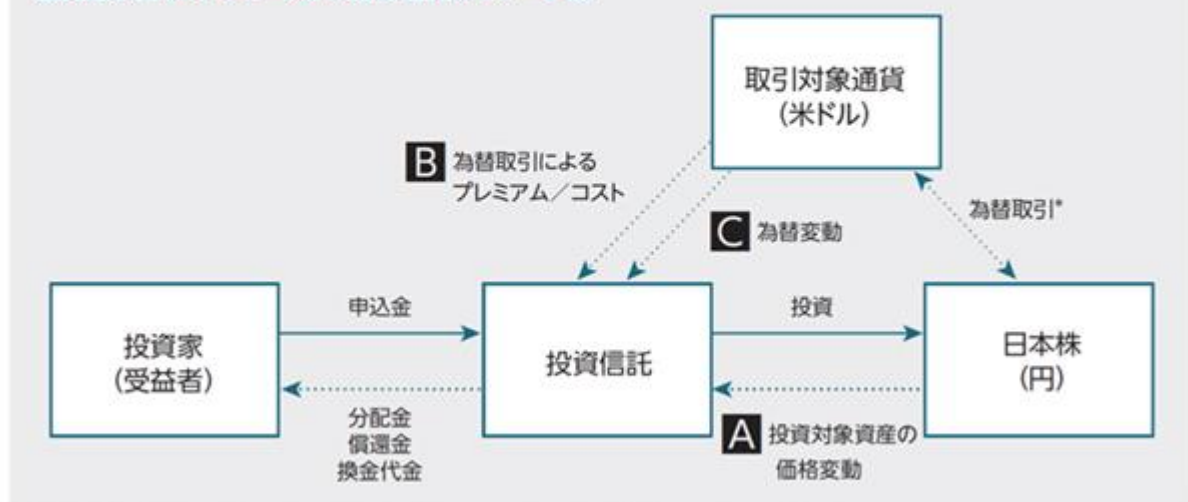 取引対象通貨
（米ドル）
B 為替取引による
プレミアム／コスト
C 為替変動
為替取引*
申込金
投資
投資家
（受益者）
投資信託
日本株
（円）
分配金
償還金
換金代金
A 投資対象資産の
価格変動